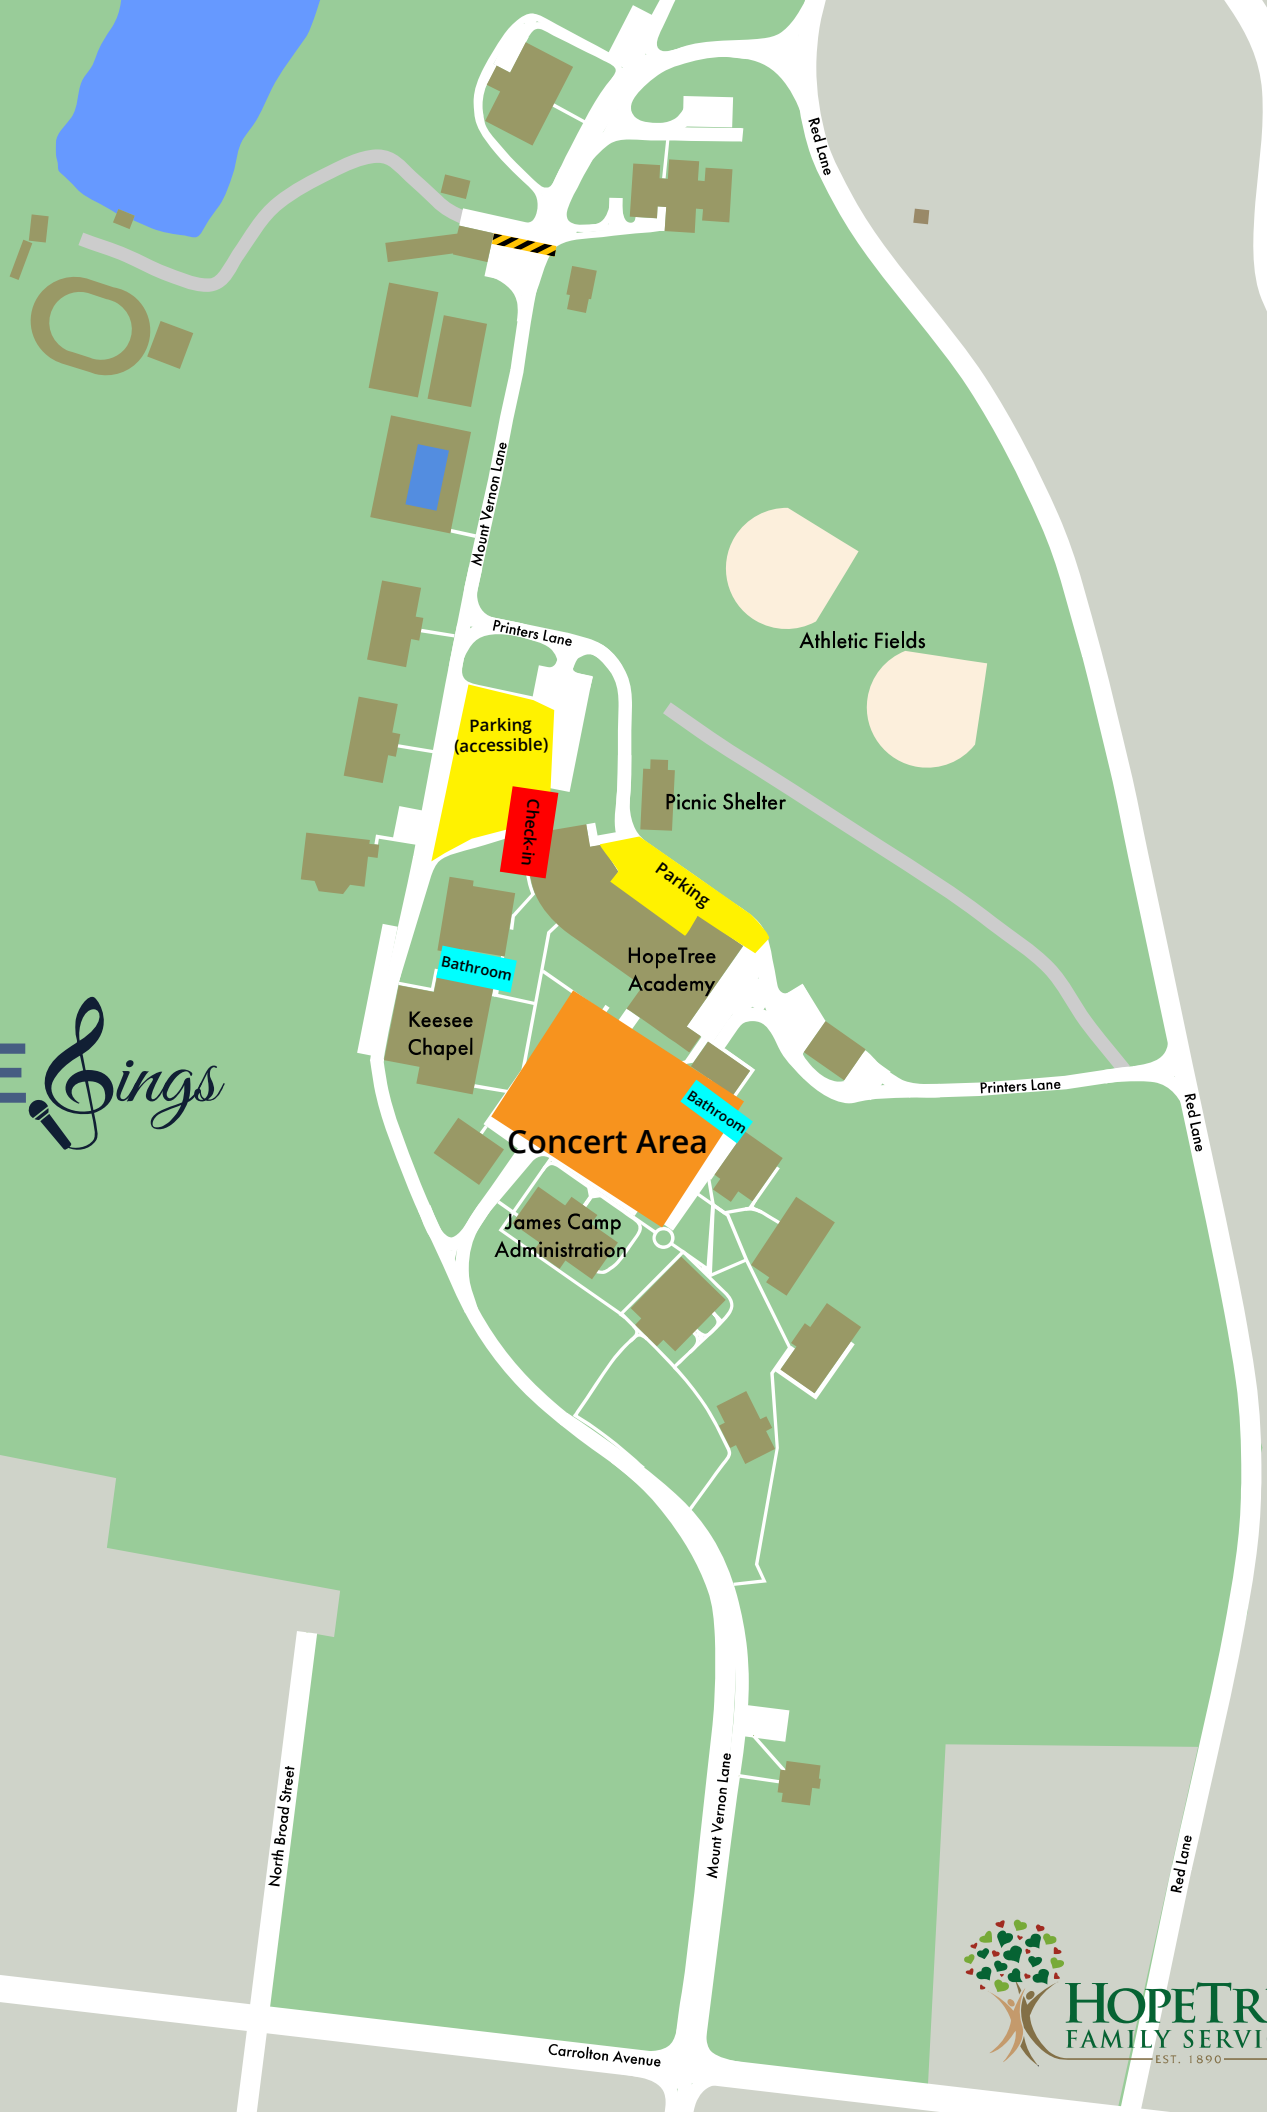 Red Lane
Mount Vernon Lane
Printers Lane
Athletic Fields
Parking
(accessible)
Picnic Shelter
Check-in
Parking
HopeTree
Academy
Bathroom
Keesee
Chapel
E Sings
Printers Lane
Bathroom
Red Lane
Concert Area
James Camp
Administration
Mount Vernon Lane
North Broad Street
Red Lane
HOPETR
FAMILY SERVI
EST. 1890
Carrolton Avenue